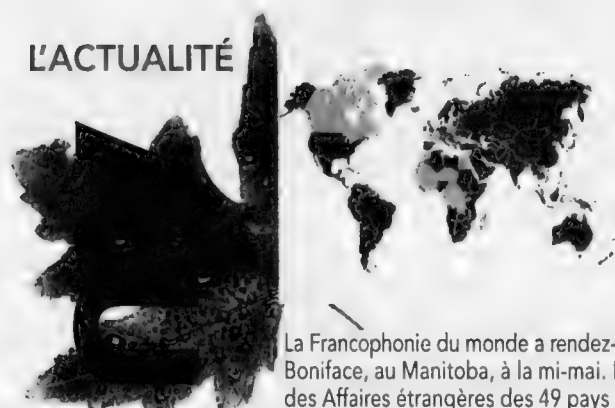 L'ACTUALITÉ
La Francophonie du monde a rendez-
Boniface, au Manitoba, à la mi-mai.
des Affaires étrangères des 49 pays